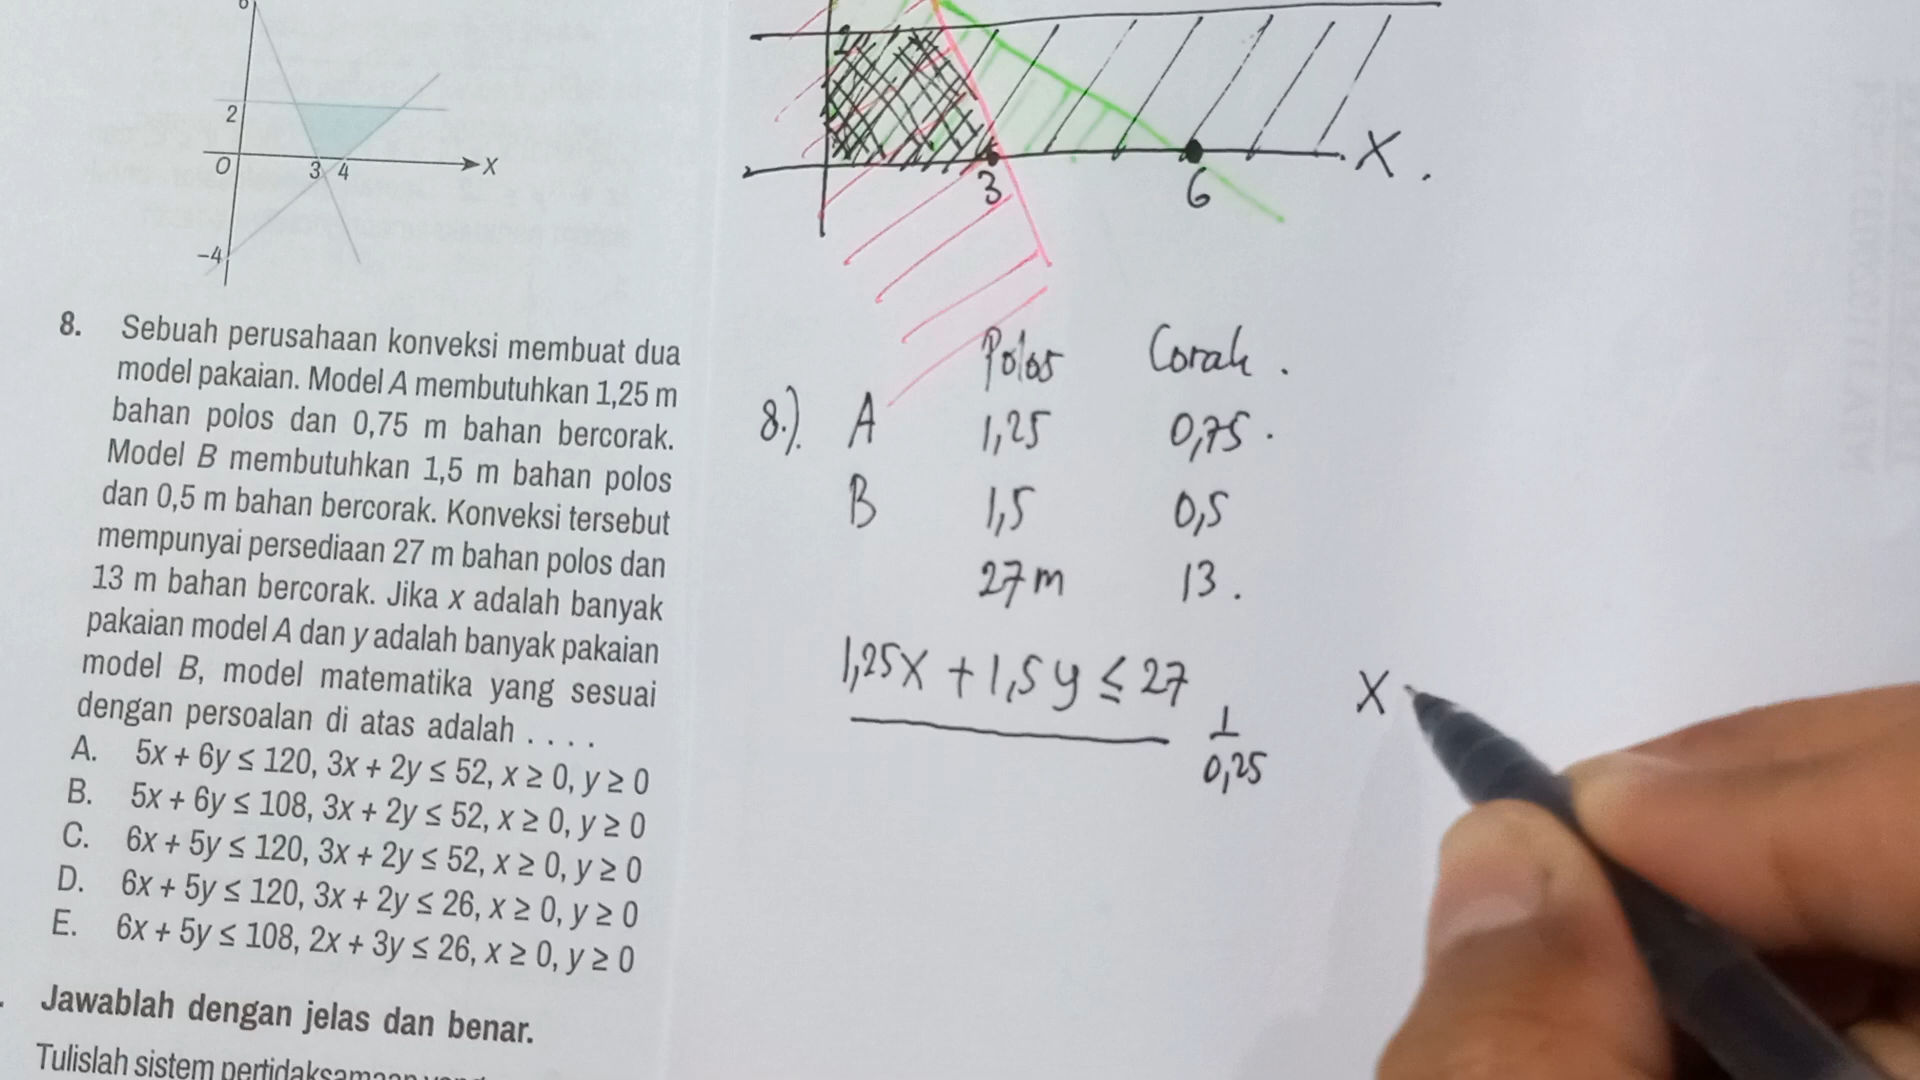 6
2
O
3
4
X
-4
8. Sebuah perusahaan konveksi membuat dua
model pakaian. Model A membutuhkan 1,25 m
bahan polos dan 0,75 m bahan bercorak.
Model B membutuhkan 1,5 m bahan polos
dan 0,5 m bahan bercorak. Konveksi tersebut
mempunyai persediaan 27 m bahan polos dan
13 m bahan bercorak. Jika x adalah banyak
pakaian model A dan y adalah banyak pakaian
model B, model matematika yang sesuai
dengan persoalan di atas adalah . . . .
A. 5x + 6y ≤ 120, 3x + 2y ≤ 52, x ≥ 0, y ≥ 0
B. 5x + 6y ≤ 108, 3x + 2y ≤ 52, x ≥ 0, y ≥ 0
C. 6x + 5y ≤ 120, 3x + 2y ≤ 52, x ≥ 0, y ≥ 0
D. 6x + 5y ≤ 120, 3x + 2y ≤ 26, x ≥ 0, y ≥ 0
E. 6x + 5y ≤ 108, 2x + 3y ≤ 26, x ≥ 0, y ≥ 0
Jawablah dengan jelas dan benar.
Tulislah sistem
3
6
X.
Polos Corak.
8.). A 1,25 0,75.
B 1,5 0,5
27 m 13.
1,25X + 1,5y ≤ 27
1
0,25
X